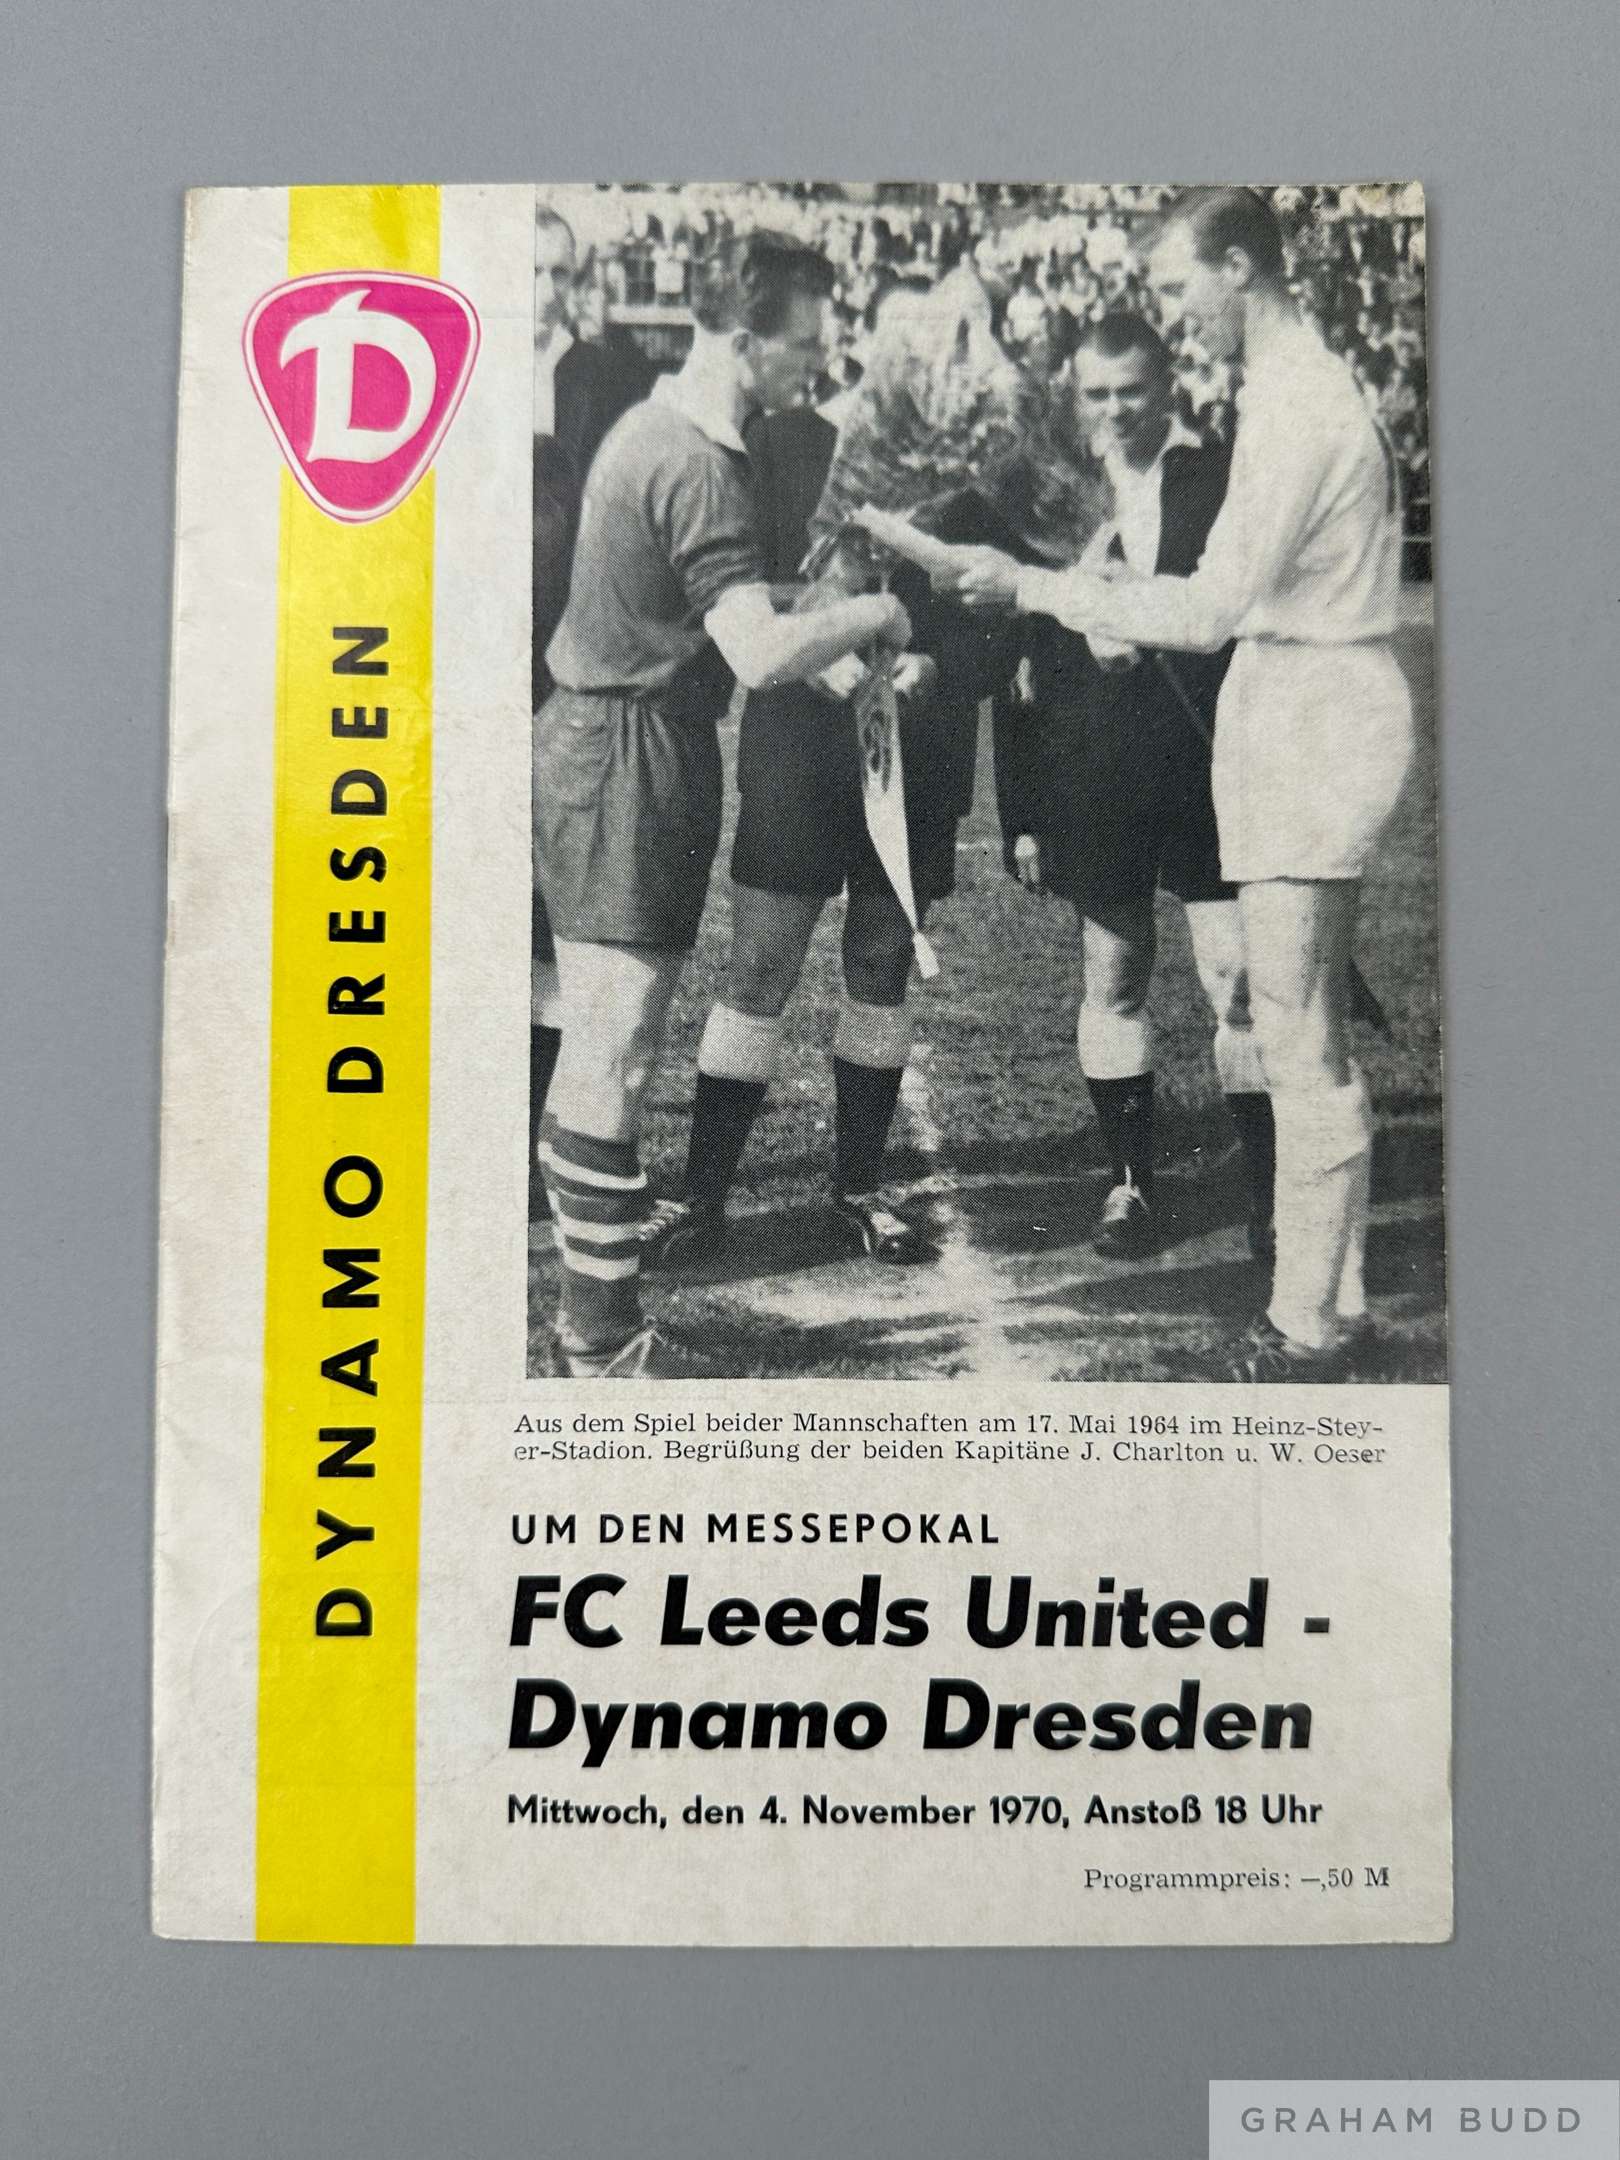 D
DYNAMO DRESDEN
Aus dem Spiel beider Mannschaften am 17. Mai 1964 im Heinz-Stey-
er-Stadion. Begrüßung der beiden Kapitäne J. Charlton u. W. Oeser
UM DEN MESSEPOKAL
FC Leeds United -
Dynamo Dresden
Mittwoch, den 4. November 1970, Anstoß 18 Uhr
Programmpreis: —,50 M
GRAHAM BUDD